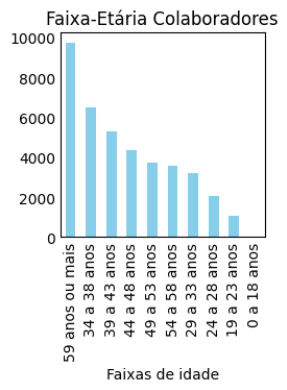 Faixa-Etária Colaboradores
10000
8000
6000
4000
2000
0
59 anos ou mais
34 a 38 anos
39 a 43 anos
44 a 48 anos
49 a 53 anos
54 a 58 anos
29 a 33 anos
24 a 28 anos
19 a 23 anos
0 a 18 anos
Faixas de idade